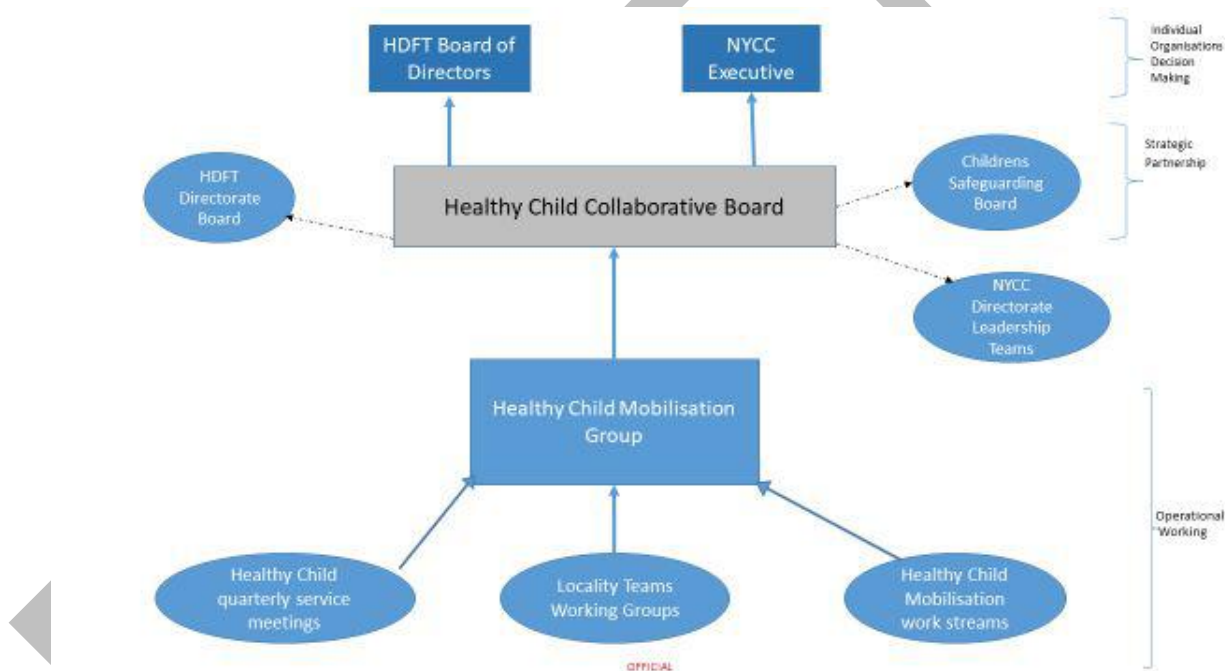 HDFT Board of
Directors
NYCC
Executive
Individual
Organisations
Decision
Making
HDFT
Directorate
Board
Healthy Child Collaborative Board
Childrens
Safeguarding
Board
Strategic
Partnership
NYCC
Directorate
Leadership
Teams
Healthy Child Mobilisation
Group
Operational
Working
Healthy Child
quarterly service
meetings
Locality Teams
Working Groups
Healthy Child
Mobilisation
work streams
OFFICIAL